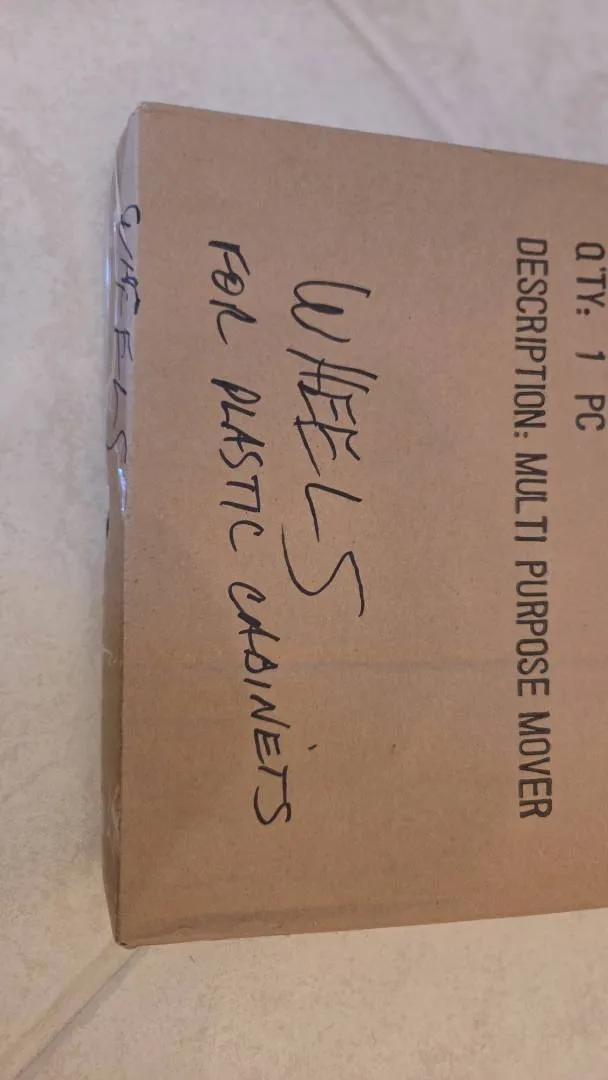 Q'TY: 1 PC
DESCRIPTION: MULTI PURPOSE MOVER
WHEELS
FOR PLASTIC CABINETS
WHEELS